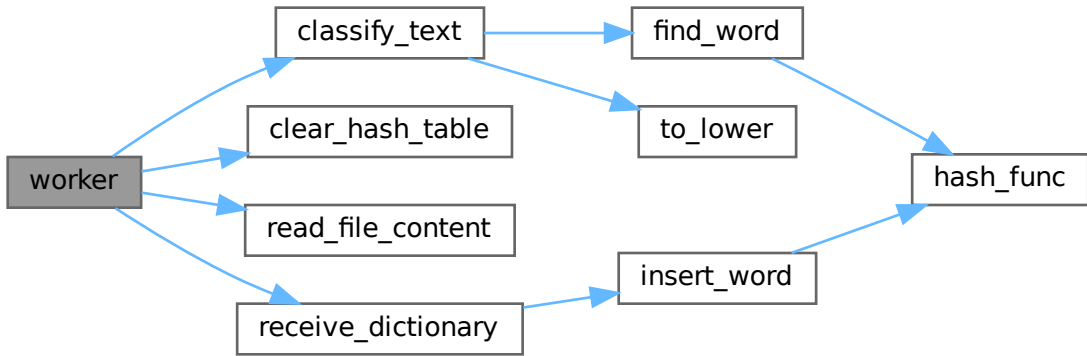 worker
classify_text
clear_hash_table
read_file_content
receive_dictionary
find_word
to_lower
insert_word
hash_func